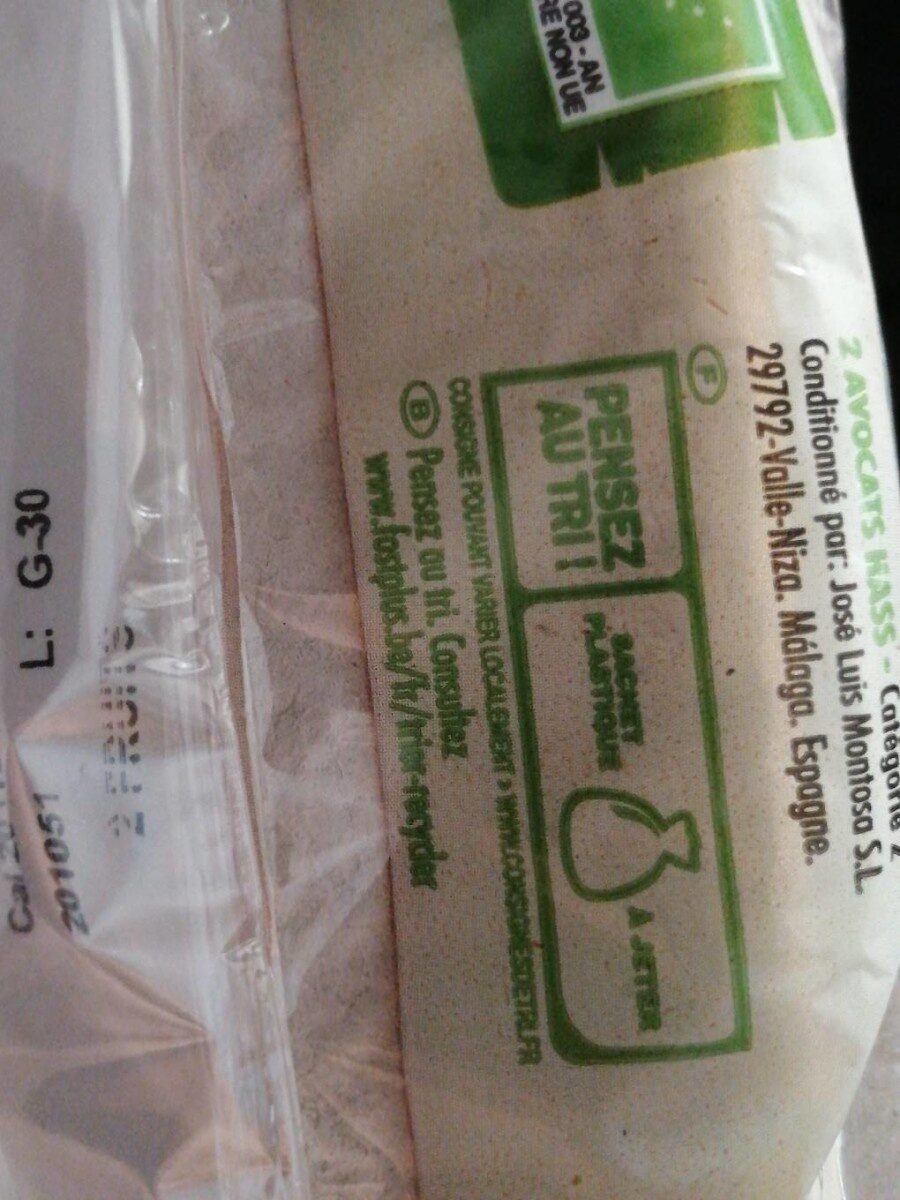 003 - AN
RE NON UE
2 AVOCATS HASS - Catégorie 2
Conditionné par: José Luis Montosa S.L.
29792-Valle-Niza. Málaga. Espagne.
F
PENSEZ
AU TRI !
SACHET
PLASTIQUE
À JETER
CONSIGNE POUVANT VARIER LOCALEMENT > WWW.CONSIGNESDETRI.FR
B Pensez au tri. Consultez
www.fostplus.be/fr/trier-recycler
2 FRUITS
L: G-30
201051